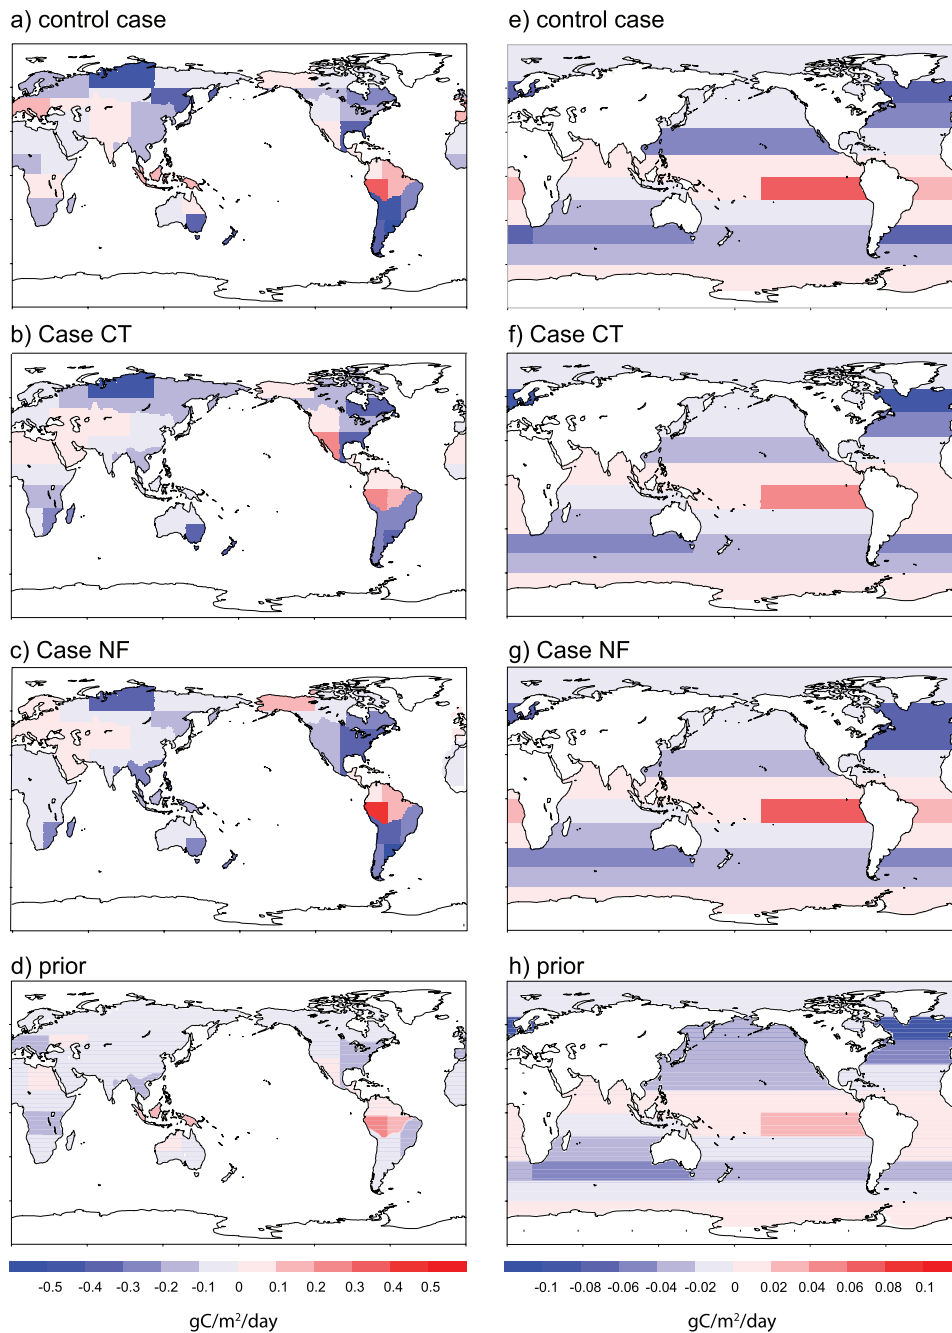 a) control case
e) control case
b) Case CT
f) Case CT
c) Case NF
g) Case NF
d) prior
h) prior
-0.5 -0.4 -0.3 -0.2 -0.1 0 0.1 0.2 0.3 0.4 0.5
-0.1 -0.08 -0.06 -0.04 -0.02 0 0.02 0.04 0.06 0.08 0.1
gC/m²/day
gC/m²/day